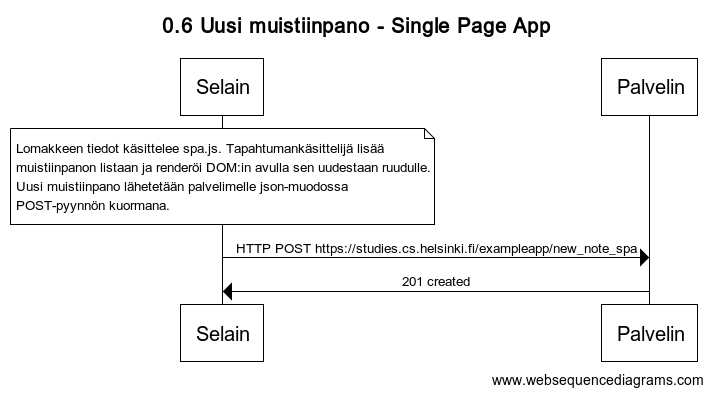 0.6 Uusi muistiinpano - Single Page App
Selain
Palvelin
Lomakkeen tiedot käsittelee spa.js. Tapahtumankäsittelijä lisää
muistiinpanon listaan ja renderöi DOM:in avulla sen uudestaan ruudulle.
Uusi muistiinpano lähetetään palvelimelle json-muodossa
POST-pyynnön kuormana.
HTTP POST https://studies.cs.helsinki.fi/exampleapp/new_note_spa
201 created
Selain
Palvelin
www.websequencediagrams.com